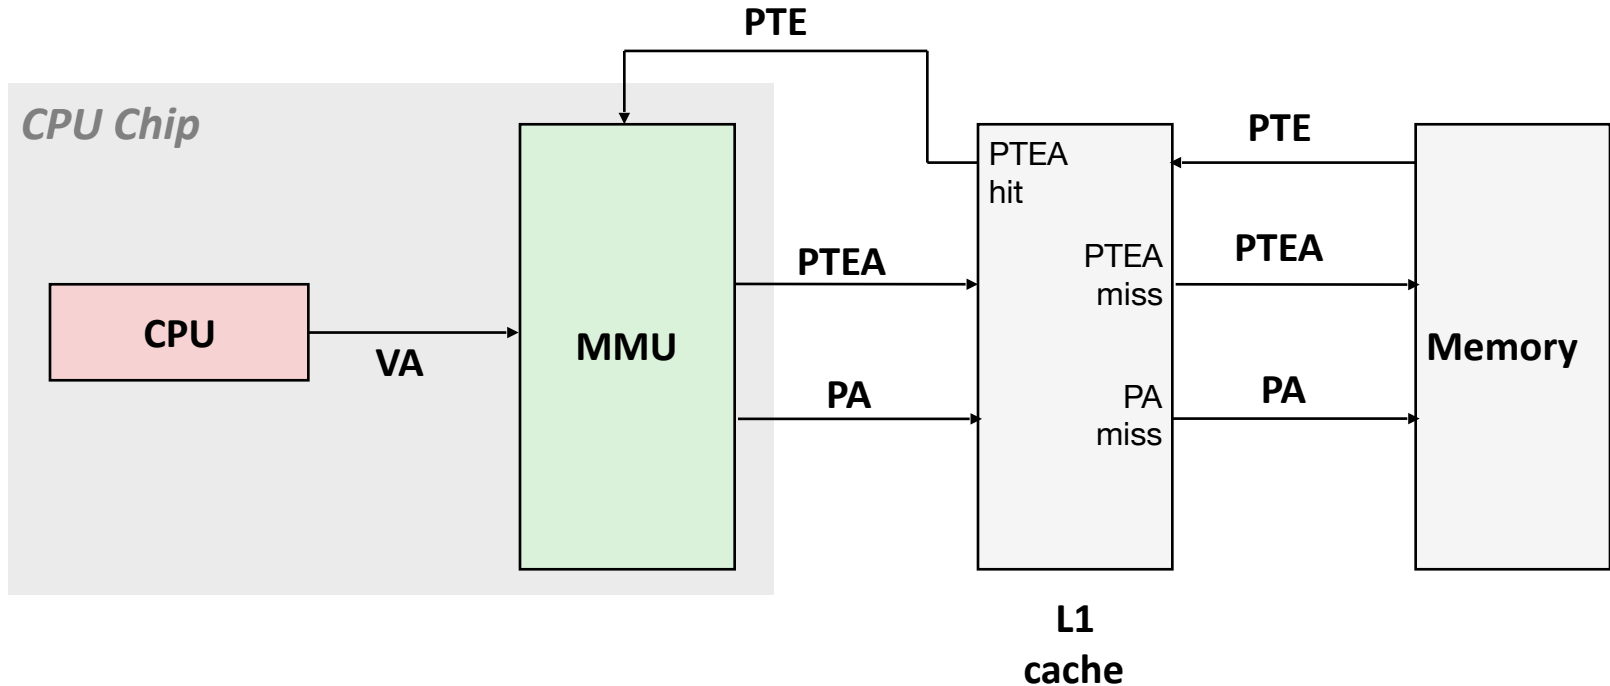 PTE
CPU Chip
PTEA
hit
PTE
PTEA
miss
PTEA
PTEA
CPU
VA
MMU
Memory
PA
PA
miss
PA
L1
cache